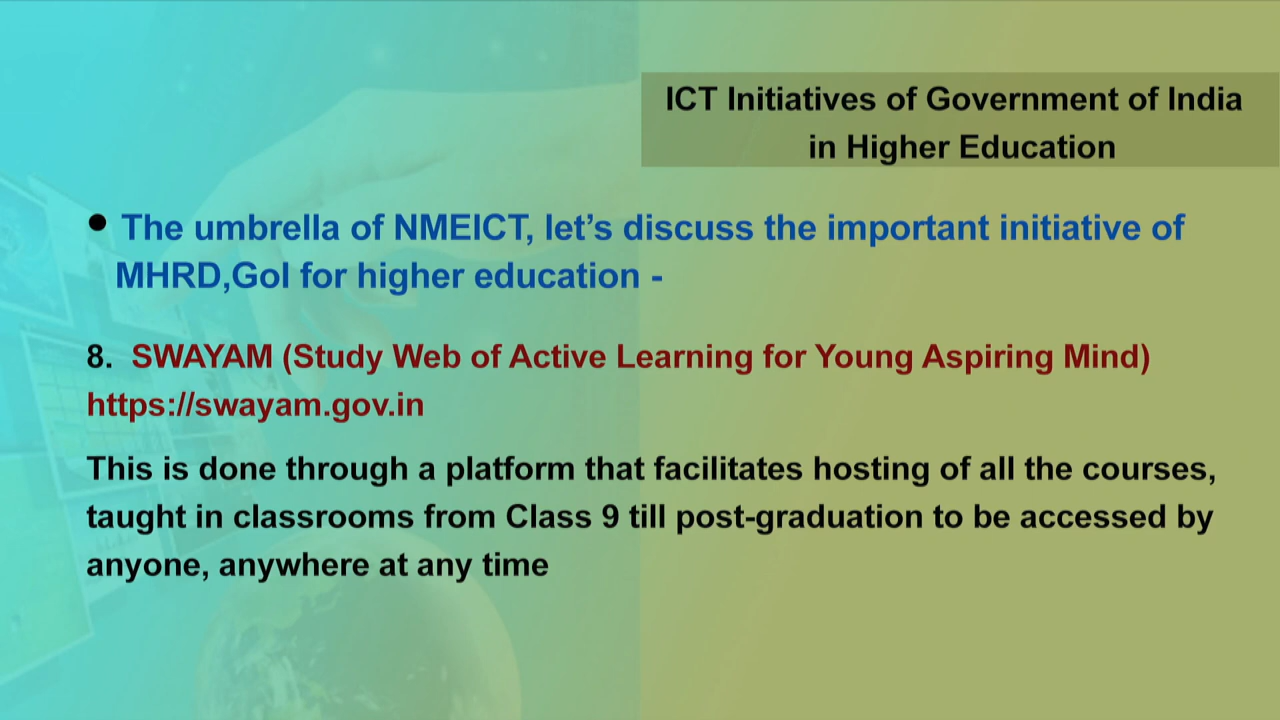 ICT Initiatives of Government of India
in Higher Education
• The umbrella of NMEICT, let’s discuss the important initiative of
MHRD,GoI for higher education -
8. SWAYAM (Study Web of Active Learning for Young Aspiring Mind)
https://swayam.gov.in
This is done through a platform that facilitates hosting of all the courses,
taught in classrooms from Class 9 till post-graduation to be accessed by
anyone, anywhere at any time